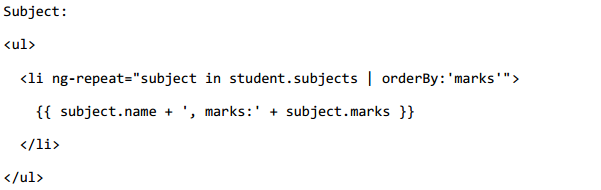 Subject:
<ul>
  <li ng-repeat="subject in student.subjects | orderBy:'marks'">
    {{ subject.name + ', marks:' + subject.marks }}
  </li>
</ul>